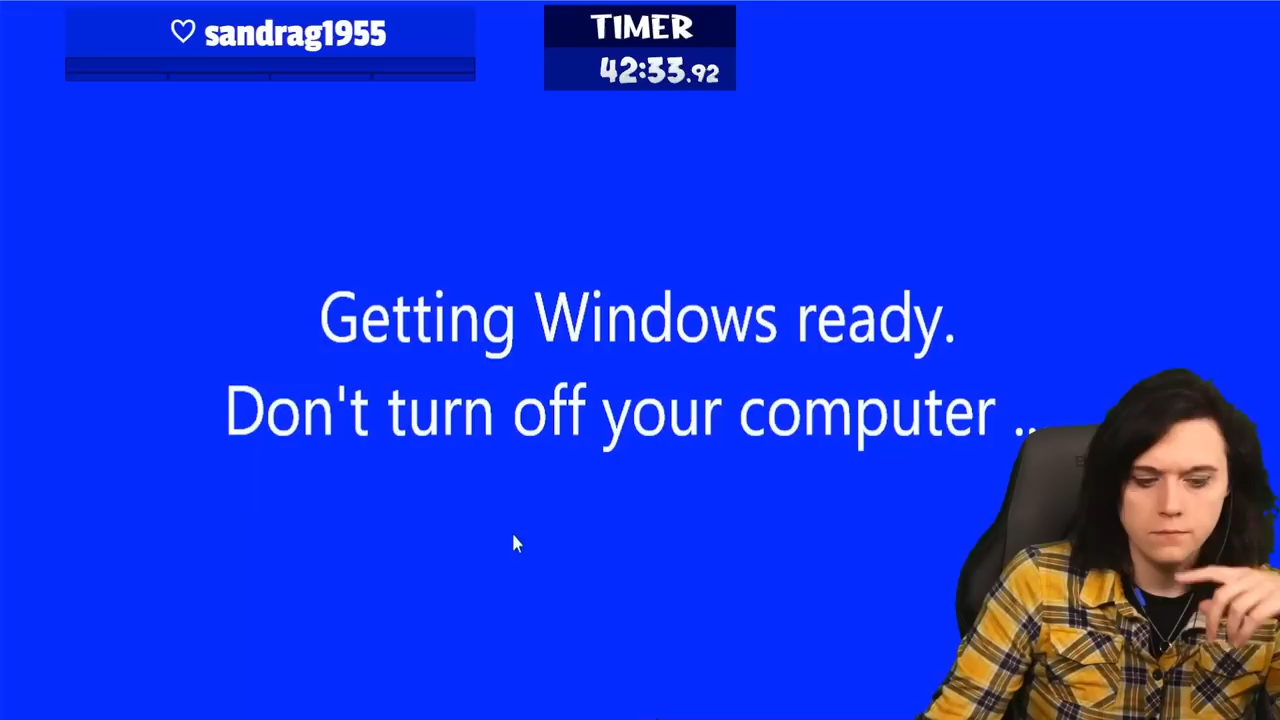 ♡ sandrag1955
TIMER
42:33.92
Getting Windows ready.
Don't turn off your computer ..